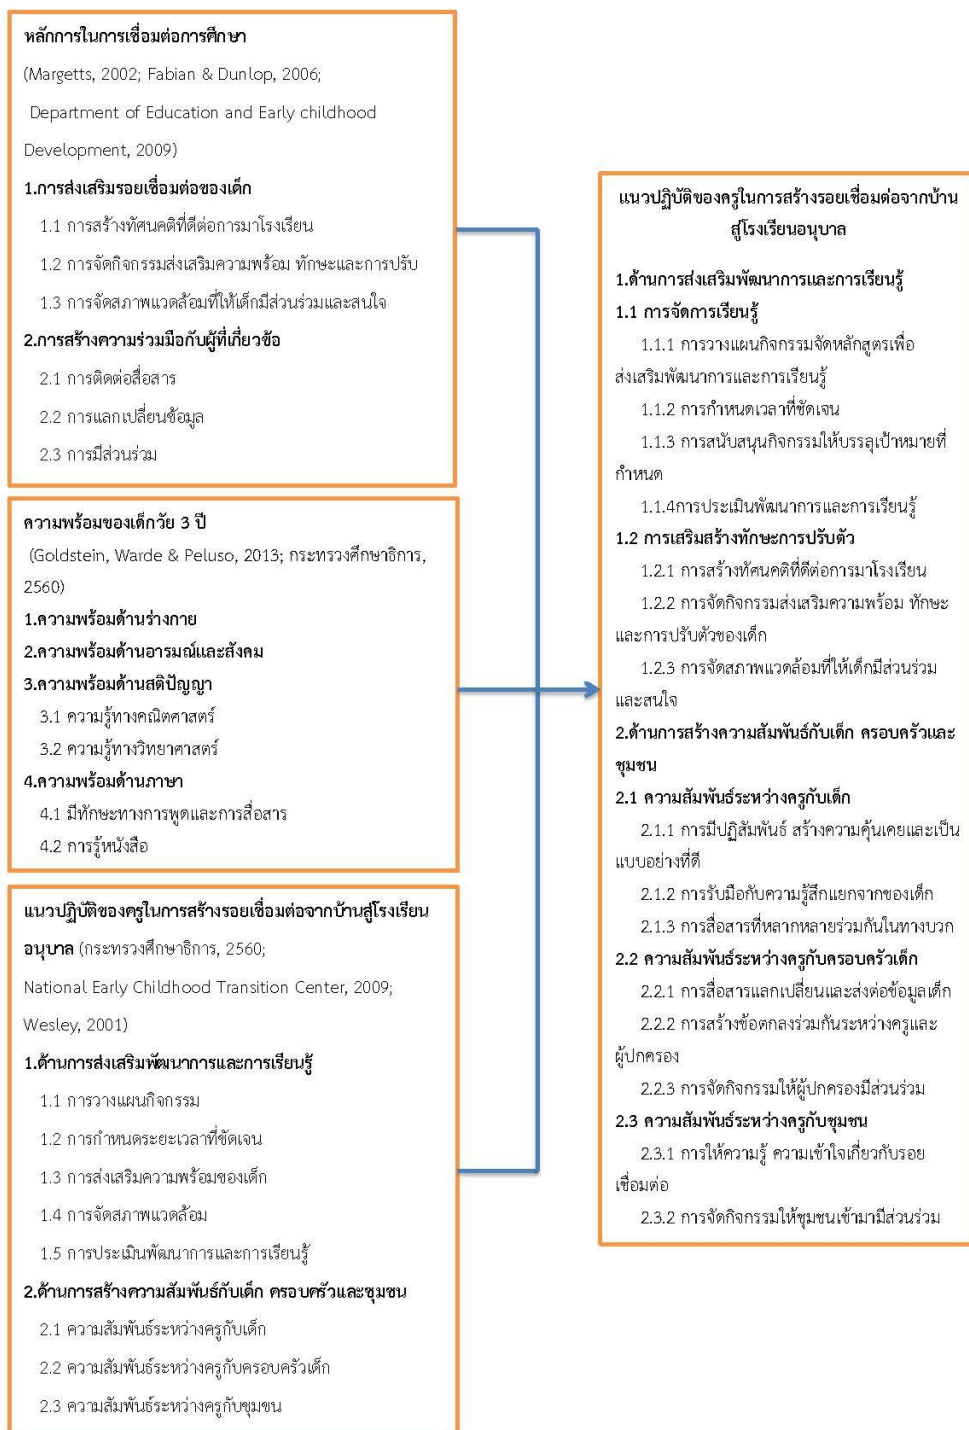 หลักการในการเชื่อมต่อการศึกษา
(Margetts, 2002; Fabian & Dunlop, 2006;
Department of Education and Early childhood
Development, 2009)
1.การส่งเสริมรอยเชื่อมต่อของเด็ก
1.1 การสร้างทัศนคติที่ดีต่อการมาโรงเรียน
1.2 การจัดกิจกรรมส่งเสริมความพร้อม ทักษะและการปรับ
1.3 การจัดสภาพแวดล้อมที่ให้เด็กมีส่วนร่วมและสนใจ
2.การสร้างความร่วมมือกับผู้ที่เกี่ยวข้อ
2.1 การติดต่อสื่อสาร
2.2 การแลกเปลี่ยนข้อมูล
2.3 การมีส่วนร่วม
ความพร้อมของเด็กวัย 3 ปี
(Goldstein, Warde & Peluso, 2013; กระทรวงศึกษาธิการ,
2560)
1.ความพร้อมด้านร่างกาย
2.ความพร้อมด้านอารมณ์และสังคม
3.ความพร้อมด้านสติปัญญา
3.1 ความรู้ทางคณิตศาสตร์
3.2 ความรู้ทางวิทยาศาสตร์
4.ความพร้อมด้านภาษา
4.1 มีทักษะทางการพูดและการสื่อสาร
4.2 การรู้หนังสือ
แนวปฏิบัติของครูในการสร้างรอยเชื่อมต่อจากบ้านสู่โรงเรียน
อนุบาล (กระทรวงศึกษาธิการ, 2560;
National Early Childhood Transition Center, 2009;
Wesley, 2001)
1.ด้านการส่งเสริมพัฒนาการและการเรียนรู้
1.1 การวางแผนกิจกรรม
1.2 การกำหนดระยะเวลาที่ชัดเจน
1.3 การส่งเสริมความพร้อมของเด็ก
1.4 การจัดสภาพแวดล้อม
1.5 การประเมินพัฒนาการและการเรียนรู้
2.ด้านการสร้างความสัมพันธ์กับเด็ก ครอบครัวและชุมชน
2.1 ความสัมพันธ์ระหว่างครูกับเด็ก
2.2 ความสัมพันธ์ระหว่างครูกับครอบครัวเด็ก
2.3 ความสัมพันธ์ระหว่างครูกับชุมชน
แนวปฏิบัติของครูในการสร้างรอยเชื่อมต่อจากบ้าน
สู่โรงเรียนอนุบาล
1.ด้านการส่งเสริมพัฒนาการและการเรียนรู้
1.1 การจัดการเรียนรู้
1.1.1 การวางแผนกิจกรรมจัดหลักสูตรเพื่อ
ส่งเสริมพัฒนาการและการเรียนรู้
1.1.2 การกำหนดเวลาที่ชัดเจน
1.1.3 การสนับสนุนกิจกรรมให้บรรลุเป้าหมายที่
กำหนด
1.1.4การประเมินพัฒนาการและการเรียนรู้
1.2 การเสริมสร้างทักษะการปรับตัว
1.2.1 การสร้างทัศนคติที่ดีต่อการมาโรงเรียน
1.2.2 การจัดกิจกรรมส่งเสริมความพร้อม ทักษะ
และการปรับตัวของเด็ก
1.2.3 การจัดสภาพแวดล้อมที่ให้เด็กมีส่วนร่วม
และสนใจ
2.ด้านการสร้างความสัมพันธ์กับเด็ก ครอบครัวและ
ชุมชน
2.1 ความสัมพันธ์ระหว่างครูกับเด็ก
2.1.1 การมีปฏิสัมพันธ์ สร้างความคุ้นเคยและเป็น
แบบอย่างที่ดี
2.1.2 การรับมือกับความรู้สึกแยกจากของเด็ก
2.1.3 การสื่อสารที่หลากหลายร่วมกันในทางบวก
2.2 ความสัมพันธ์ระหว่างครูกับครอบครัวเด็ก
2.2.1 การสื่อสารแลกเปลี่ยนและส่งต่อข้อมูลเด็ก
2.2.2 การสร้างข้อตกลงร่วมกันระหว่างครูและ
ผู้ปกครอง
2.2.3 การจัดกิจกรรมให้ผู้ปกครองมีส่วนร่วม
2.3 ความสัมพันธ์ระหว่างครูกับชุมชน
2.3.1 การให้ความรู้ ความเข้าใจเกี่ยวกับรอย
เชื่อมต่อ
2.3.2 การจัดกิจกรรมให้ชุมชนเข้ามามีส่วนร่วม